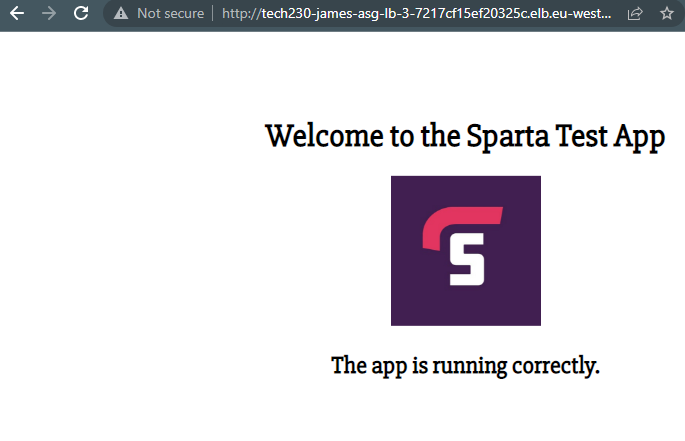 Not secure | http://tech230-james-asg-lb-3-7217cf15ef20325c.elb.eu-west...
Welcome to the Sparta Test App
S
The app is running correctly.